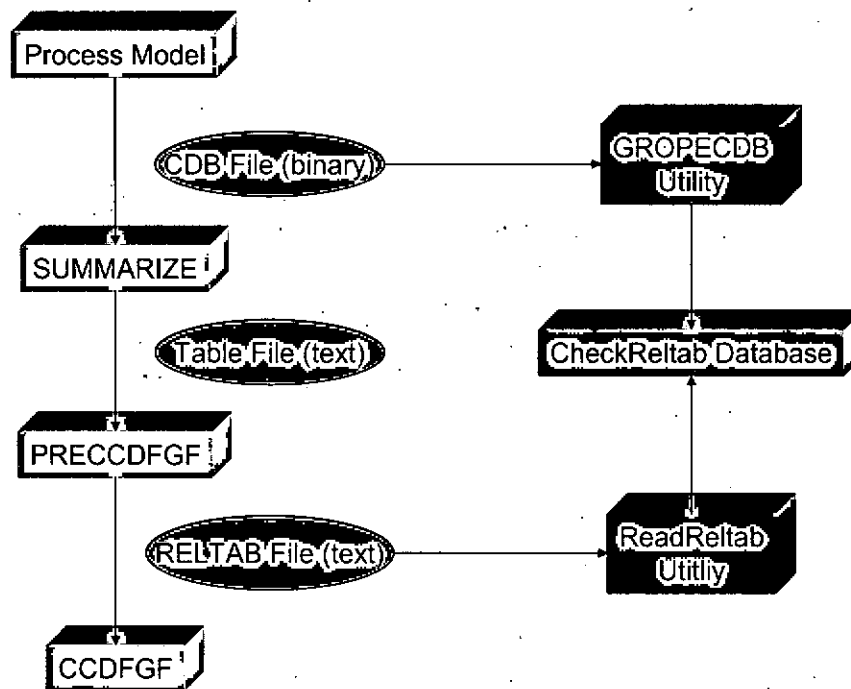 Process Model
CDB File (binary)
GROPECDB
Utility
SUMMARIZE
Table File (text)
CheckReltab Database
PRECCDFGF
RELTAB File (text)
ReadReltab
Utitliy
CCDFGF